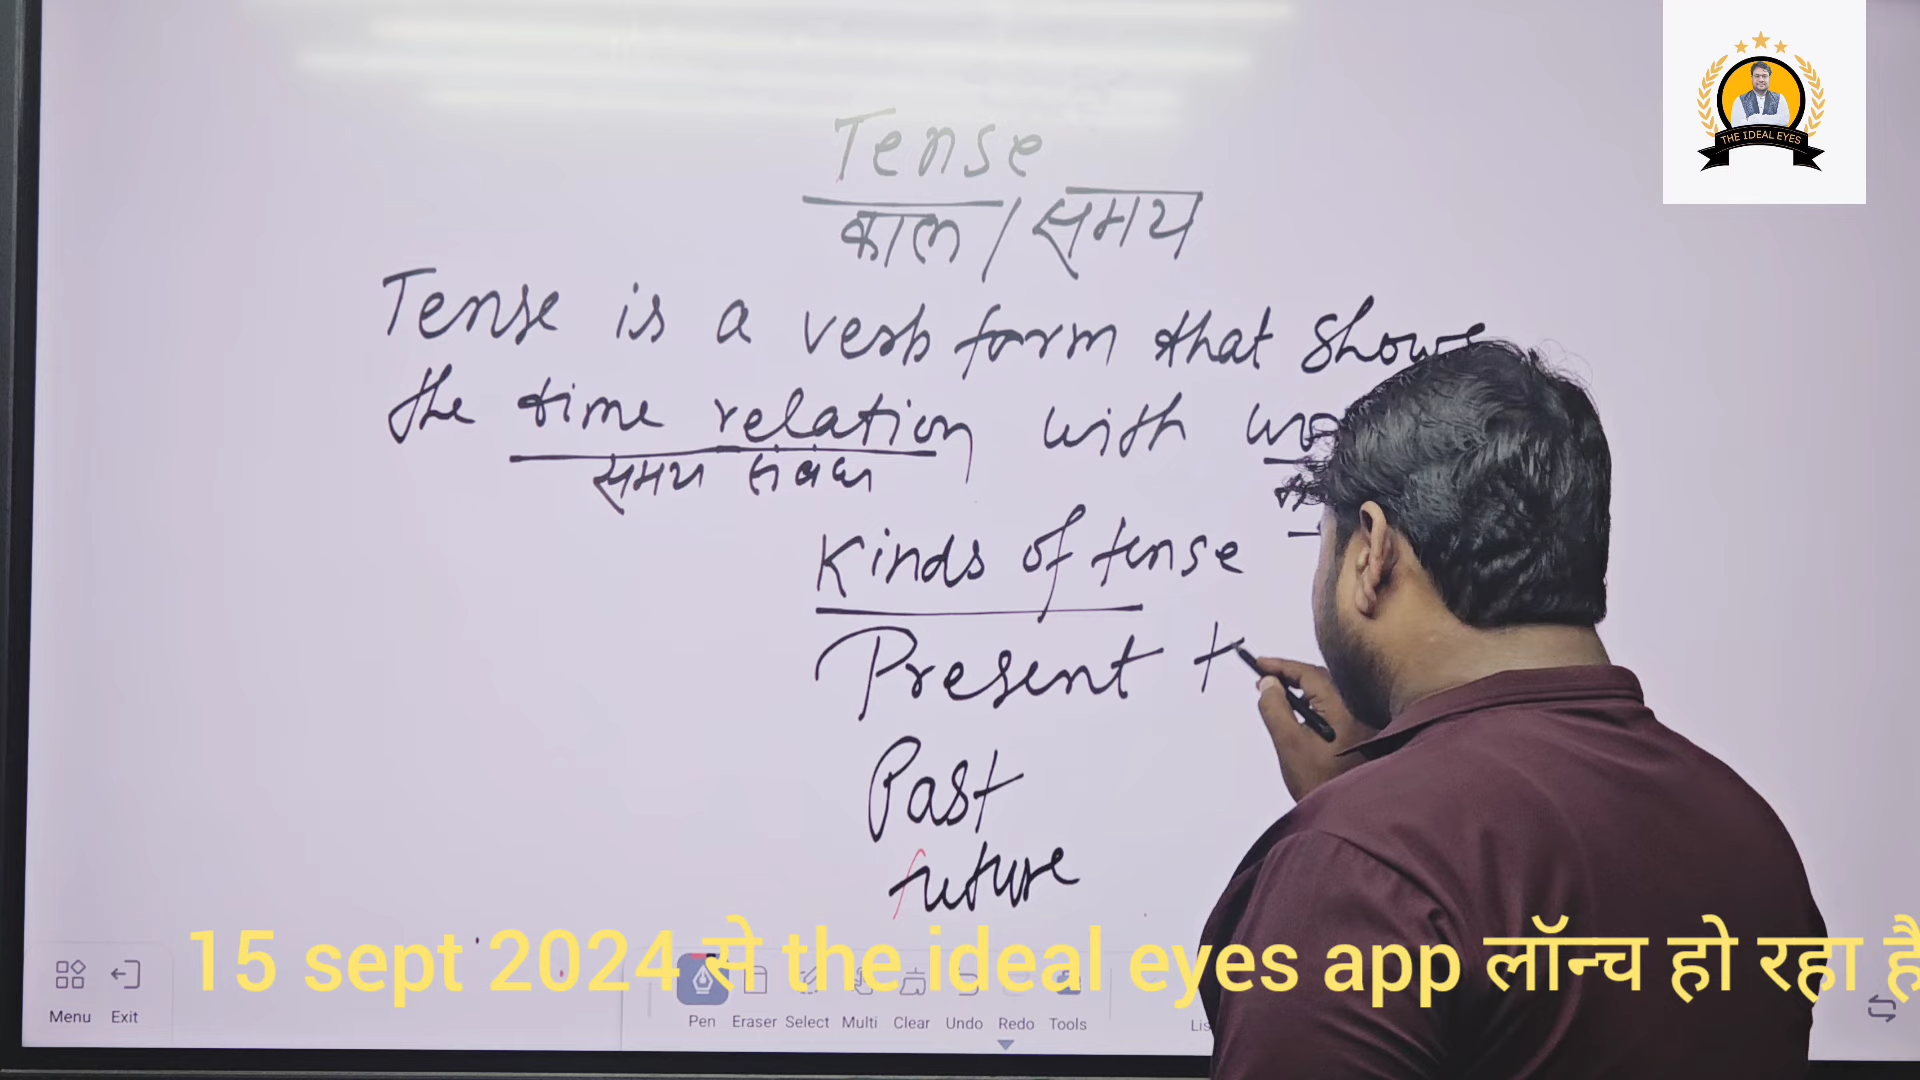 THE IDEAL EYES
Tense
काल / समय
Tense is a verb form that shows
the time relation with
समय संबंध
Kinds of tense
Present t
Past
future
15 sept 2024 से the ideal eyes app लॉन्च हो रहा है
Menu Exit Pen Eraser Select Multi Clear Undo Redo Tools